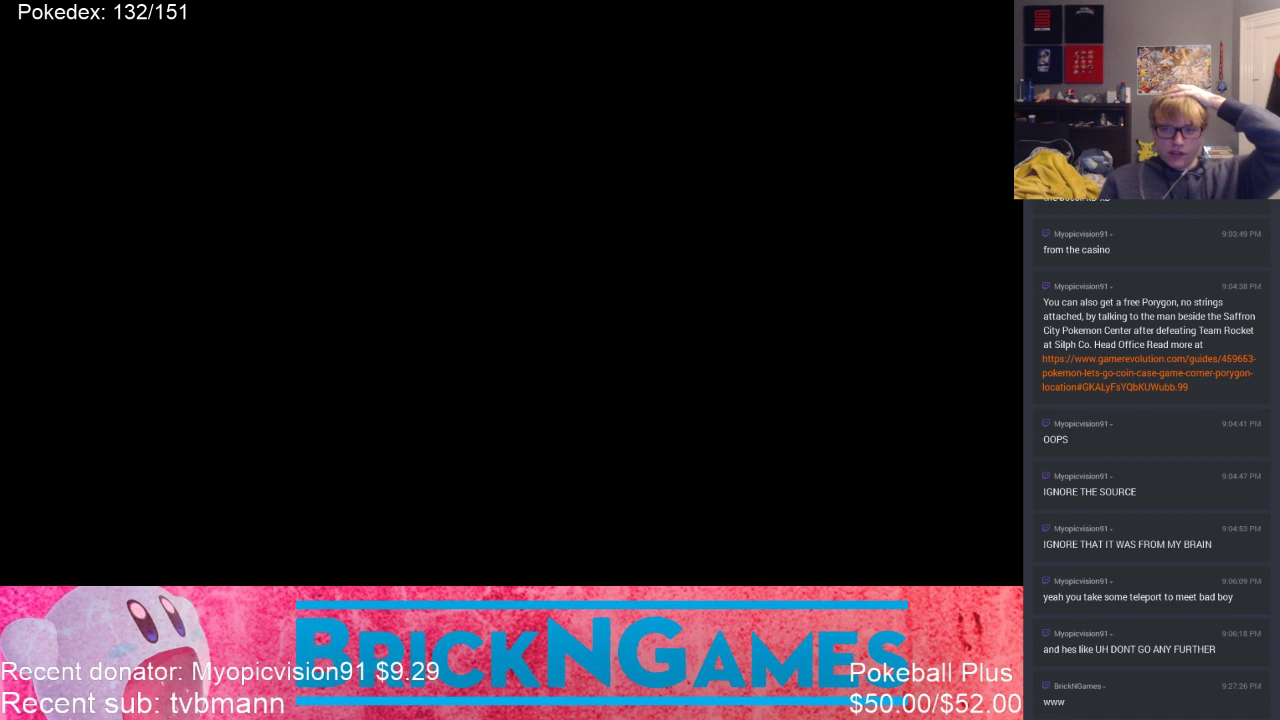 Pokedex: 132/151
Myopicvision91 -
9:03:49 PM
from the casino
Myopicvision91 -
9:04:38 PM
You can also get a free Porygon, no strings
attached, by talking to the man beside the Saffron
City Pokemon Center after defeating Team Rocket
at Silph Co. Head Office Read more at
https://www.gamerevolution.com/guides/459653-
pokemon-lets-go-coin-case-game-corner-porygon-
location#GKALyFsYQbKUWubb.99
Myopicvision91 -
9:04:41 PM
OOPS
Myopicvision91 -
9:04:47 PM
IGNORE THE SOURCE
Myopicvision91 -
9:04:53 PM
IGNORE THAT IT WAS FROM MY BRAIN
Myopicvision91 -
9:06:09 PM
yeah you take some teleport to meet bad boy
Myopicvision91 -
9:06:18 PM
and hes like UH DONT GO ANY FURTHER
BrickNGames -
9:27:26 PM
www
BRICKNGAMES
Recent donator: Myopicvision91 $9.29
Recent sub: tvbmann
Pokeball Plus
$50.00/$52.00